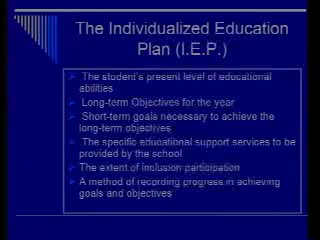 The Individualized Education
Plan (I.E.P.)
The student's present level of educational
abilities
Long-term Objectives for the year
Short-term goals necessary to achieve the
long-term objectives
The specific educational support services to be
provided by the school
The extent of inclusion participation
A method of recording progress in achieving
goals and objectives